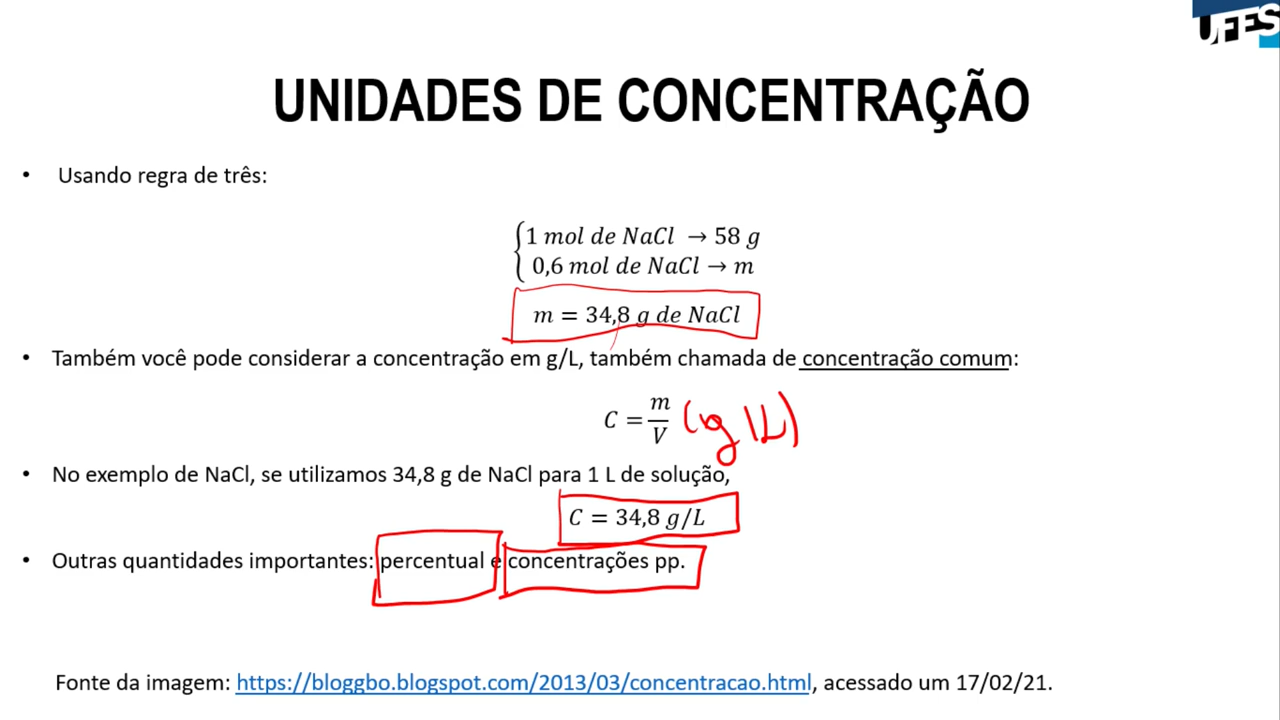 UFES
UNIDADES DE CONCENTRAÇÃO
• Usando regra de três:
{1 mol de NaCl → 58 g
0,6 mol de NaCl → m
m = 34,8 g de NaCl
• Também você pode considerar a concentração em g/L, também chamada de concentração comum:
C = m/V (g/L)
• No exemplo de NaCl, se utilizamos 34,8 g de NaCl para 1 L de solução,
C = 34,8 g/L
• Outras quantidades importantes: percentual e concentrações pp.
Fonte da imagem: https://bloggbo.blogspot.com/2013/03/concentracao.html, acessado um 17/02/21.